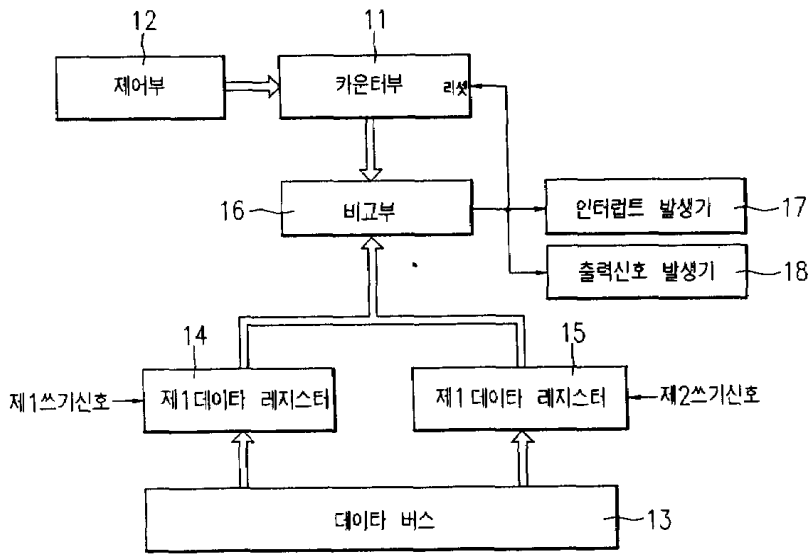 12
제어부
11
카운터부
리셋
16
비고부
인터럽트 발생기
17
출력신호 발생기
18
14
제1쓰기신호
제1데이타 레지스터
15
제1데이타 레지스터
제2쓰기신호
데이타 버스
13